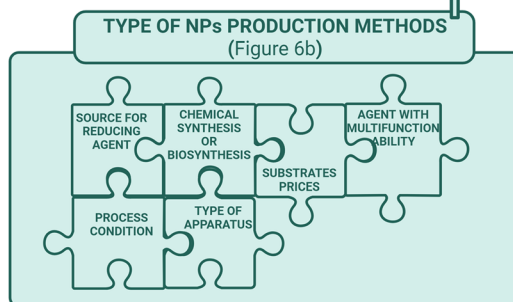 TYPE OF NPs PRODUCTION METHODS
(Figure 6b)
SOURCE FOR
REDUCING
AGENT
CHEMICAL
SYNTHESIS
OR
BIOSYNTHESIS
SUBSTRATES
PRICES
AGENT WITH
MULTIFUNCTION
ABILITY
PROCESS
CONDITION
TYPE OF
APPARATUS